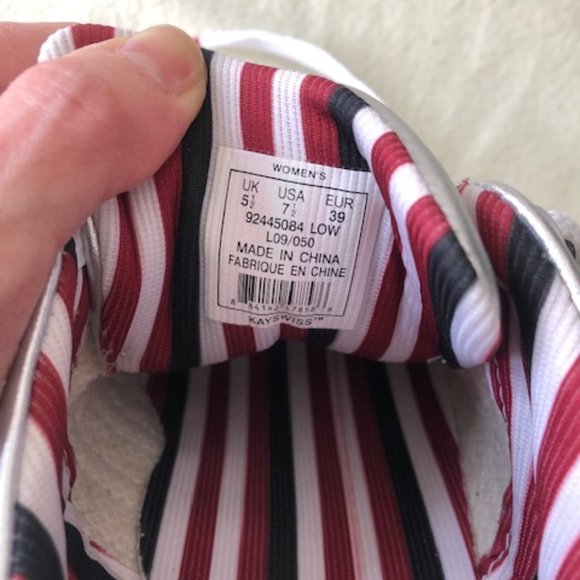 WOMEN'S
UK USA EUR
5½ 7½ 39
92445084 LOW
L09/050
MADE IN CHINA
FABRIQUE EN CHINE
KAYSWISS™